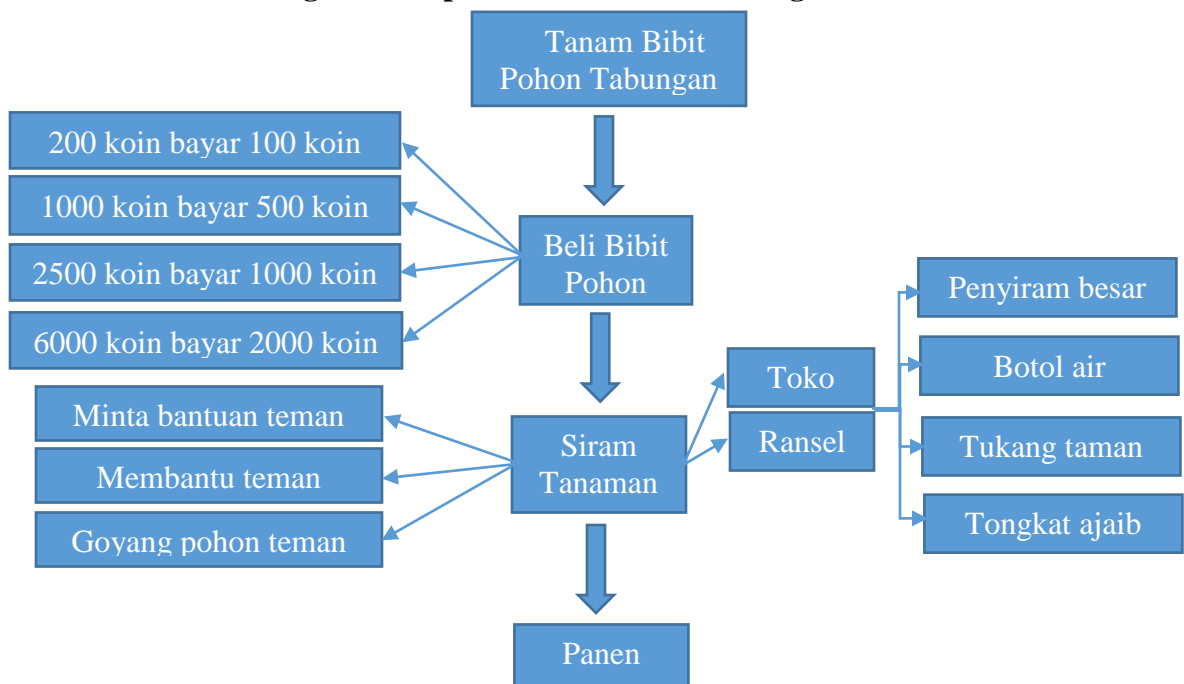 Tanam Bibit
Pohon Tabungan
200 koin bayar 100 koin
1000 koin bayar 500 koin
2500 koin bayar 1000 koin
6000 koin bayar 2000 koin
Beli Bibit
Pohon
Minta bantuan teman
Membantu teman
Goyang pohon teman
Siram
Tanaman
Toko
Ransel
Penyiram besar
Botol air
Tukang taman
Tongkat ajaib
Panen